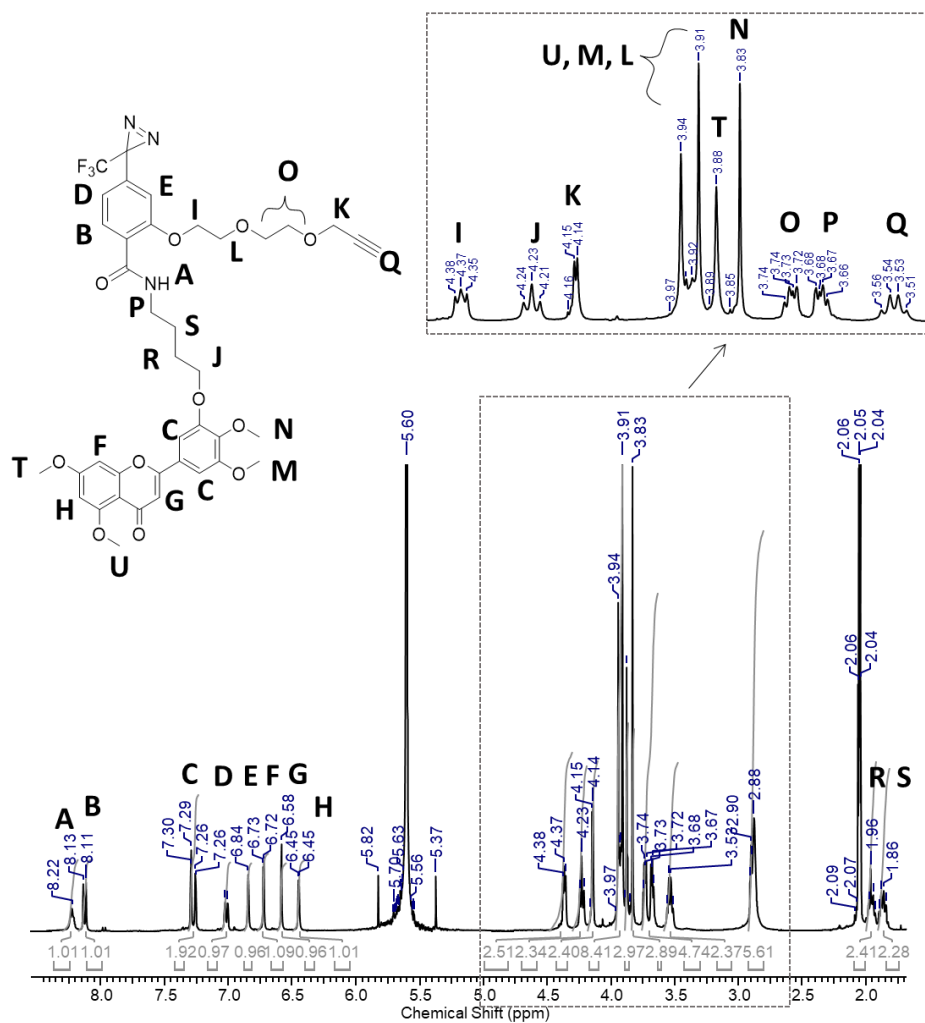 3.91
N
3.83
U, M, L
3.94
T
3.88
K
4.15
4.14
I
J
O
P
Q
4.38
4.37
4.35
4.24
4.23
4.21
4.16
3.97
3.92
3.89
3.85
3.74
3.74
3.73
3.72
3.68
3.68
3.67
3.66
3.56
3.54
3.53
3.51
N N
F₃C
D E
O
I K
B O
O O
L
Q
O
NH A
P
S
R J
O
C N
F O
T O O M
O
H G C
O O
U
5.60
3.91
3.83
2.06
2.05
2.04
3.94
2.06
2.04
A B C D E F G H
R S
8.22
8.13
8.11
7.30
7.29
7.26
7.26
6.84
6.73
6.72
6.58
6.45
6.45
5.82
5.70
5.63
5.56
5.37
4.38
4.37
4.23
4.15
4.14
3.97
3.74
3.73
3.68
3.72
3.67
3.53
2.90
2.88
2.09
2.07
1.96
1.86
1.01 1.01 1.92 0.97 0.96 1.09 0.96 1.01 2.51 2.34 2.40 8.41 2.97 2.89 4.74 2.37 5.61 2.41 2.28
8.0 7.5 7.0 6.5 6.0 5.5 5.0 4.5 4.0 3.5 3.0 2.5 2.0
Chemical Shift (ppm)